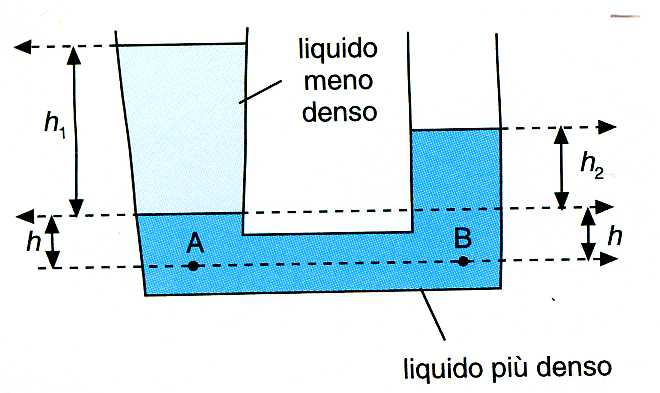 liquido
meno
denso
h₁
h₂
h
h
A
B
liquido più denso